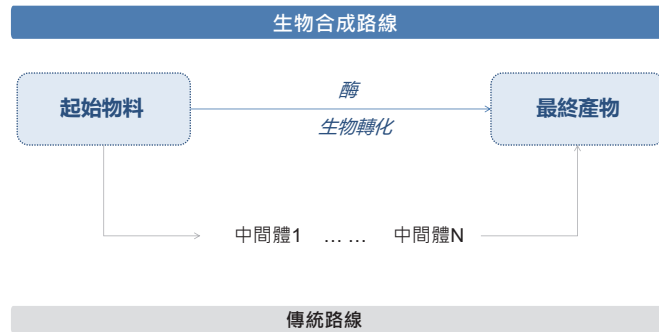 生物合成路線
起始物料
酶
生物轉化
最終產物
中間體1 … … 中間體N
傳統路線